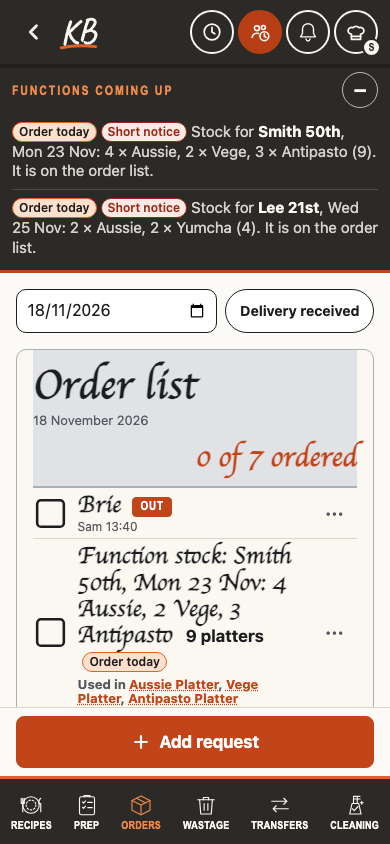 KB
S
FUNCTIONS COMING UP
Order today Short notice Stock for Smith 50th,
Mon 23 Nov: 4 × Aussie, 2 × Vege, 3 × Antipasto (9).
It is on the order list.
Order today Short notice Stock for Lee 21st, Wed
25 Nov: 2 × Aussie, 2 × Yumcha (4). It is on the order
list.
18/11/2026
Delivery received
Order list
18 November 2026
0 of 7 ordered
Brie OUT
Sam 13:40
Function stock: Smith
50th, Mon 23 Nov: 4
Aussie, 2 Vege, 3
Antipasto 9 platters
Order today
Used in Aussie Platter, Vege
Platter, Antipasto Platter
+ Add request
RECIPES PREP ORDERS WASTAGE TRANSFERS CLEANING